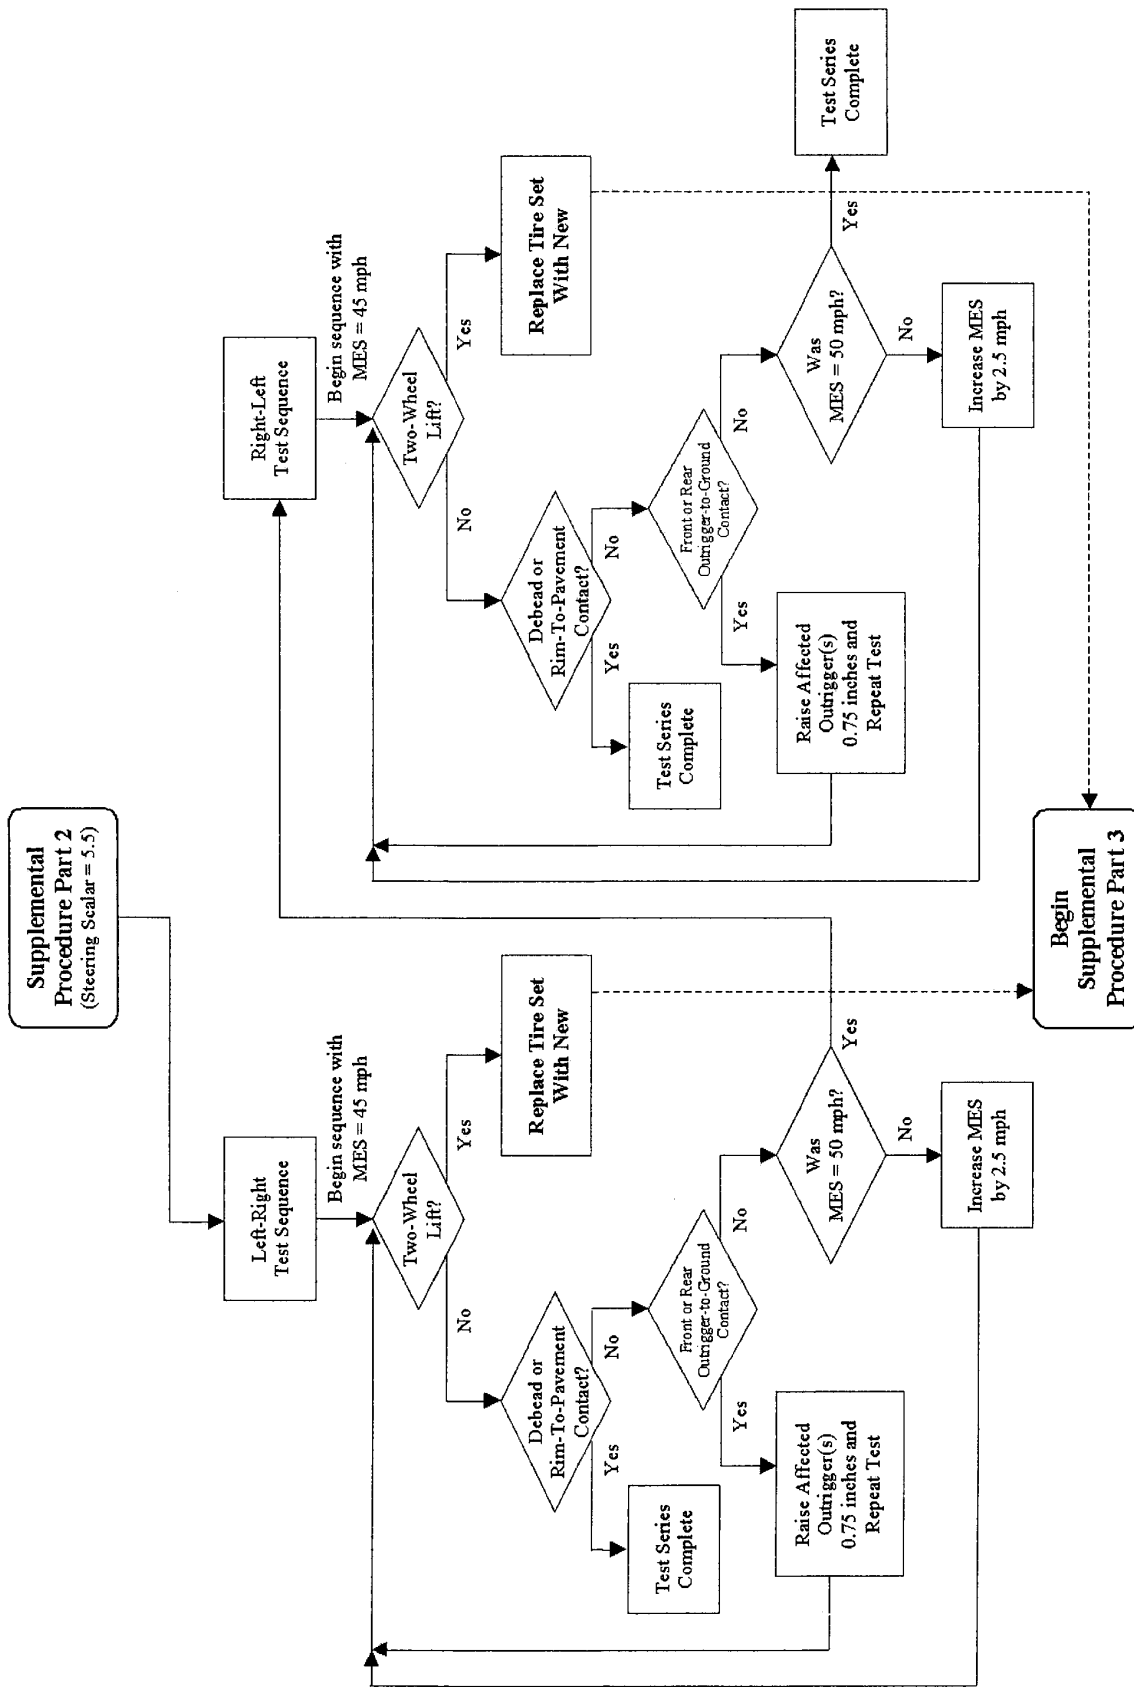 Supplemental
Procedure Part 2
(Steering Scalar = 5.5)
Left-Right
Test Sequence
Begin sequence with
MES = 45 mph
Two-Wheel
Lift?
No
Yes
Replace Tire Set
With New
Debead or
Rim-To-Pavement
Contact?
Yes
No
Test Series
Complete
Front or Rear
Outrigger-to-Ground
Contact?
Yes
No
Raise Affected
Outrigger(s)
0.75 inches and
Repeat Test
Was
MES = 50 mph?
Yes
No
Increase MES
by 2.5 mph
Right-Left
Test Sequence
Begin sequence with
MES = 45 mph
Two-Wheel
Lift?
No
Yes
Replace Tire Set
With New
Debead or
Rim-To-Pavement
Contact?
Yes
No
Test Series
Complete
Front or Rear
Outrigger-to-Ground
Contact?
Yes
No
Raise Affected
Outrigger(s)
0.75 inches and
Repeat Test
Was
MES = 50 mph?
Yes
No
Increase MES
by 2.5 mph
Test Series
Complete
Begin
Supplemental
Procedure Part 3